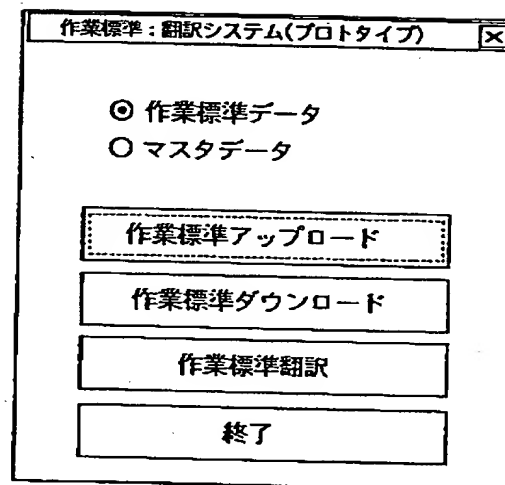 作業標準:翻訳システム(プロトタイプ)
作業標準データ
マスタデータ
作業標準アップロード
作業標準ダウンロード
作業標準翻訳
終了